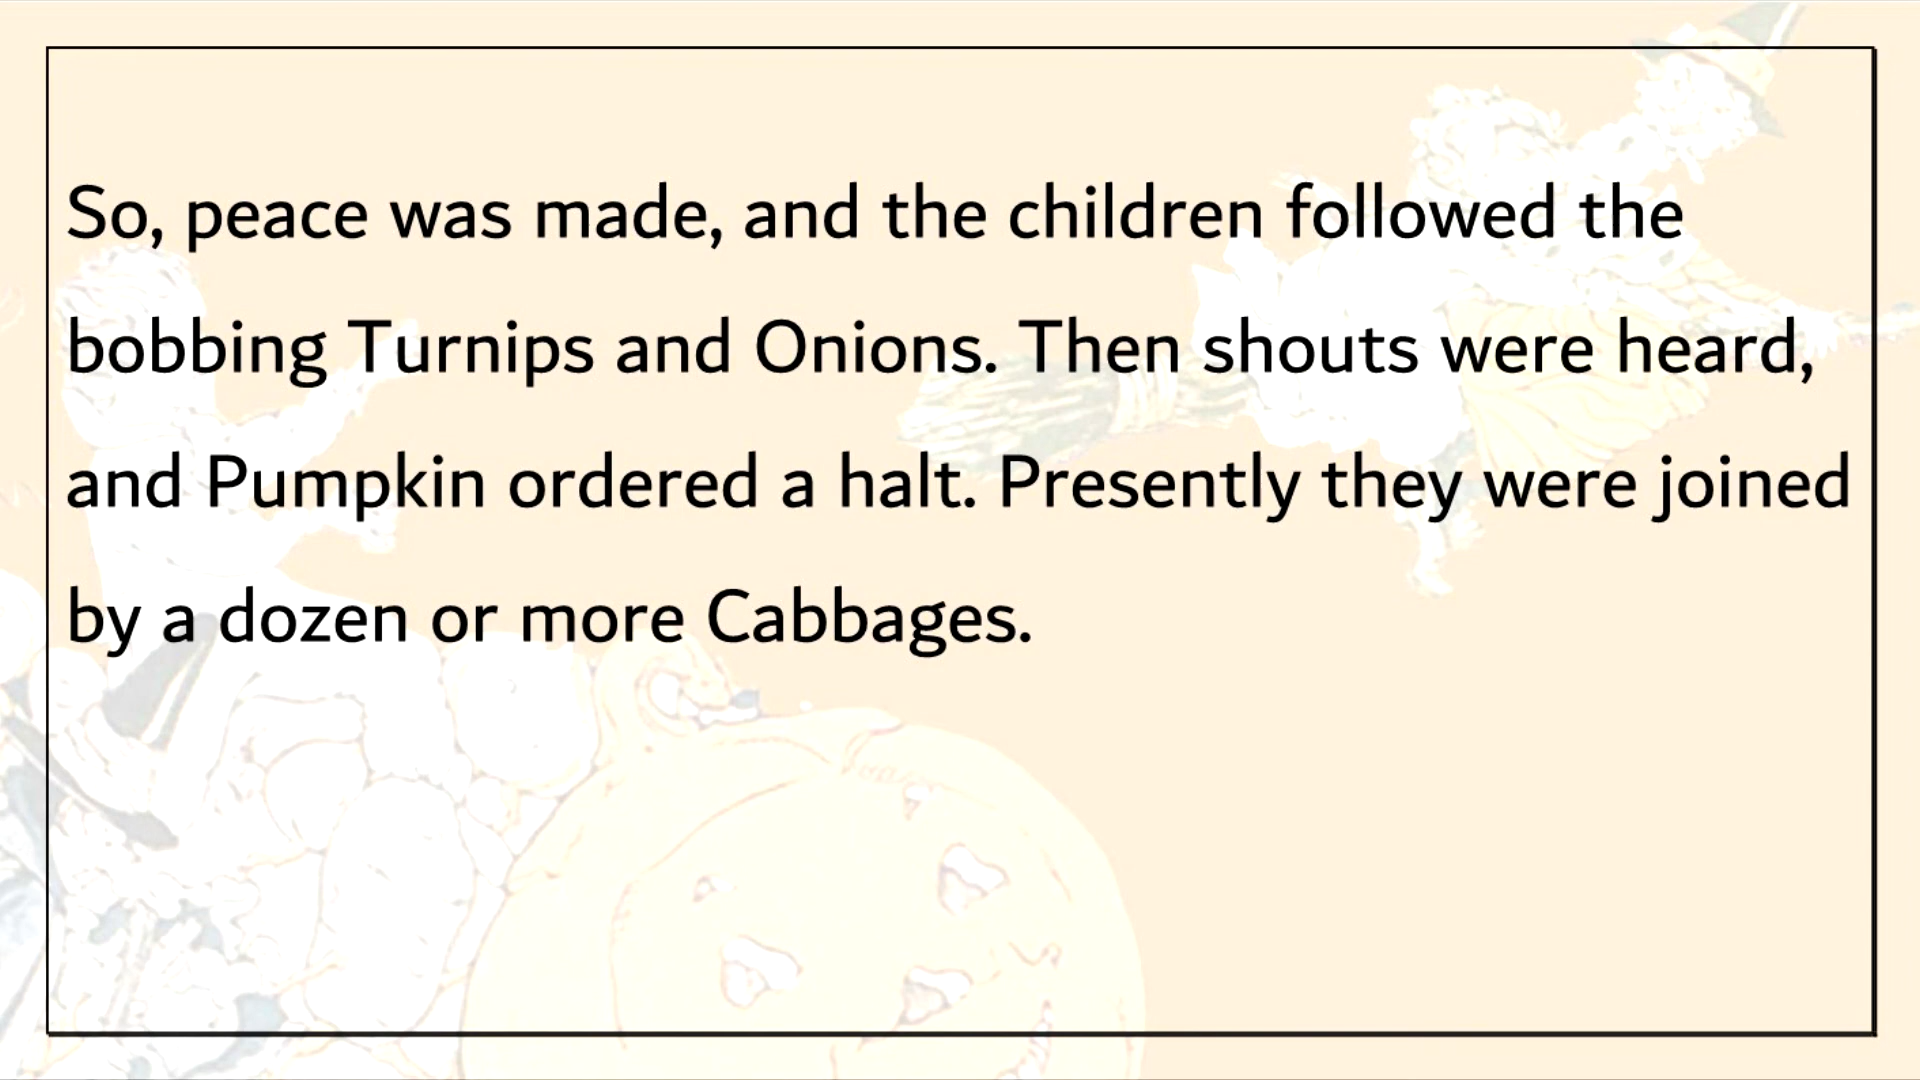 So, peace was made, and the children followed the
bobbing Turnips and Onions. Then shouts were heard,
and Pumpkin ordered a halt. Presently they were joined
by a dozen or more Cabbages.